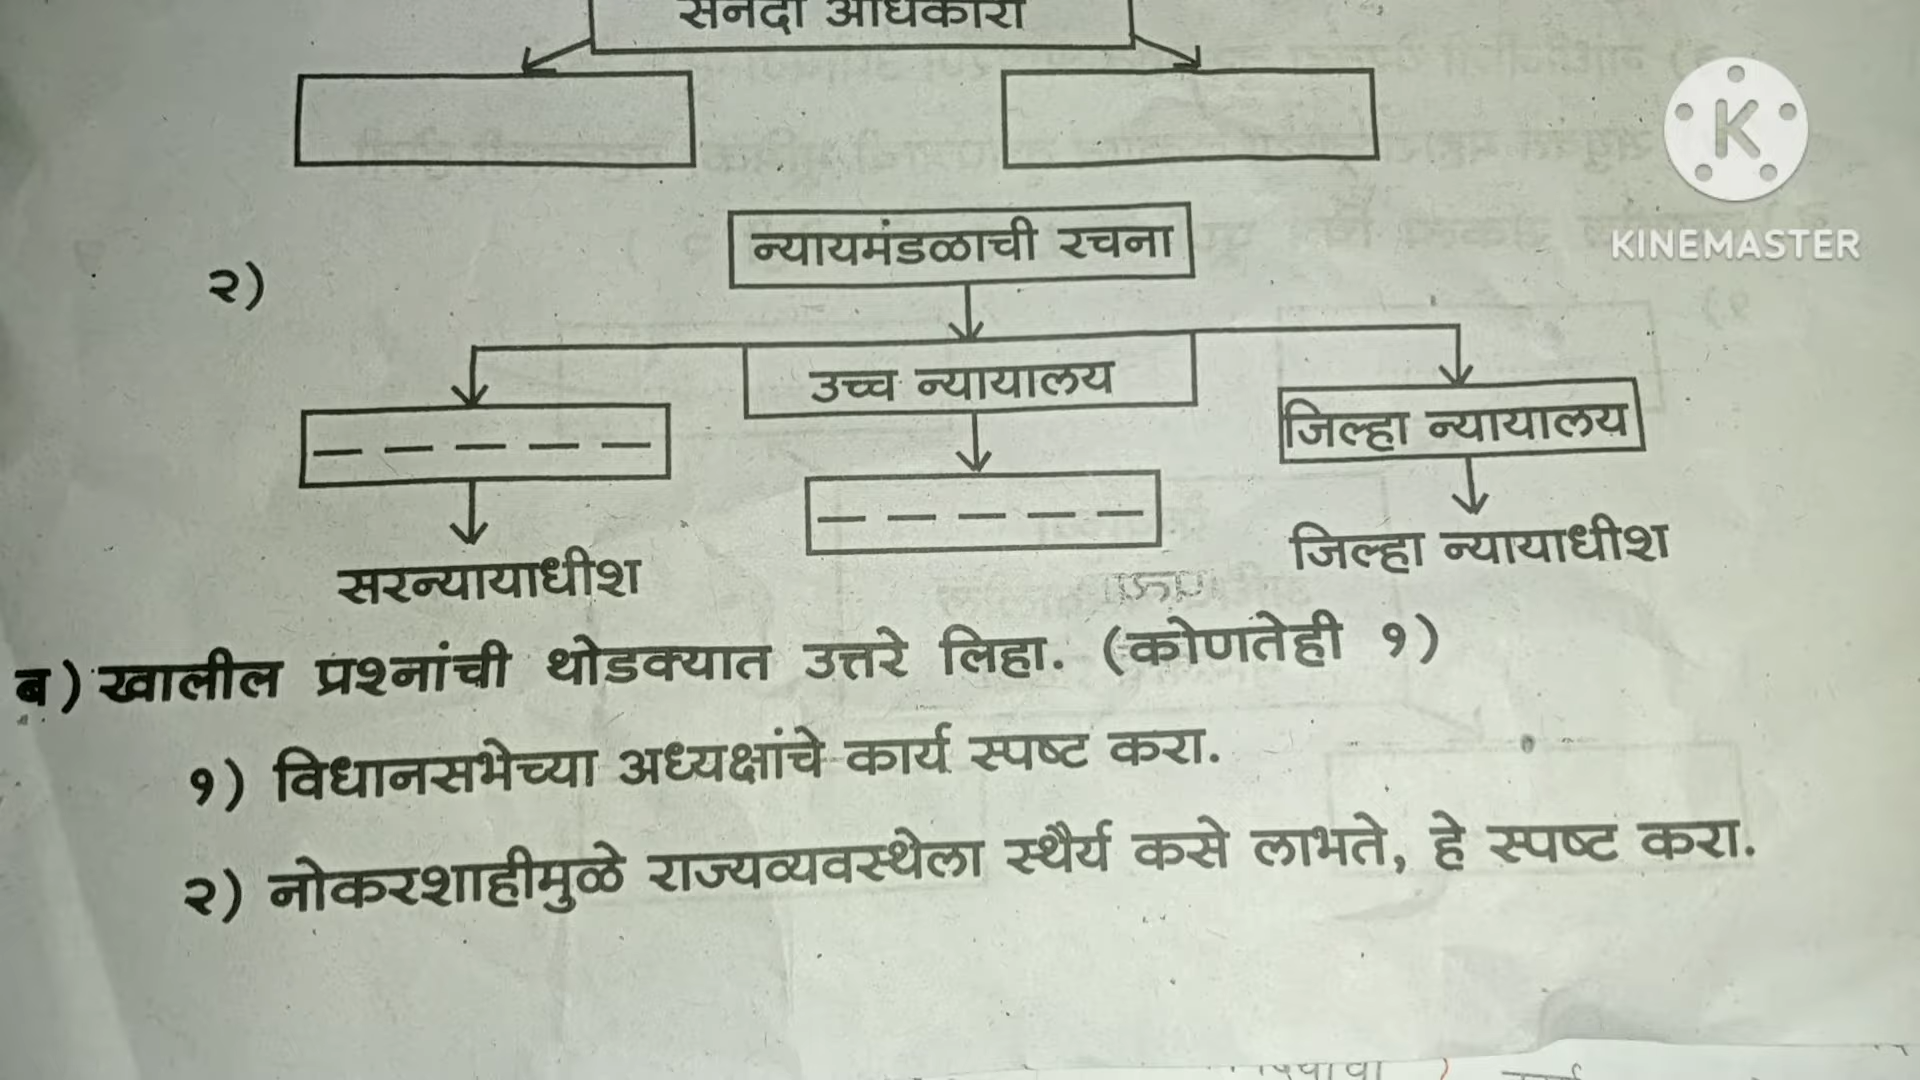 सनदी अधिकारी
K
KINEMASTER
२)
न्यायमंडळाची रचना
उच्च न्यायालय
जिल्हा न्यायालय
सरन्यायाधीश
जिल्हा न्यायाधीश
ब) खालील प्रश्नांची थोडक्यात उत्तरे लिहा. (कोणतेही १)
१) विधानसभेच्या अध्यक्षांचे कार्य स्पष्ट करा.
२) नोकरशाहीमुळे राज्यव्यवस्थेला स्थैर्य कसे लाभते, हे स्पष्ट करा.